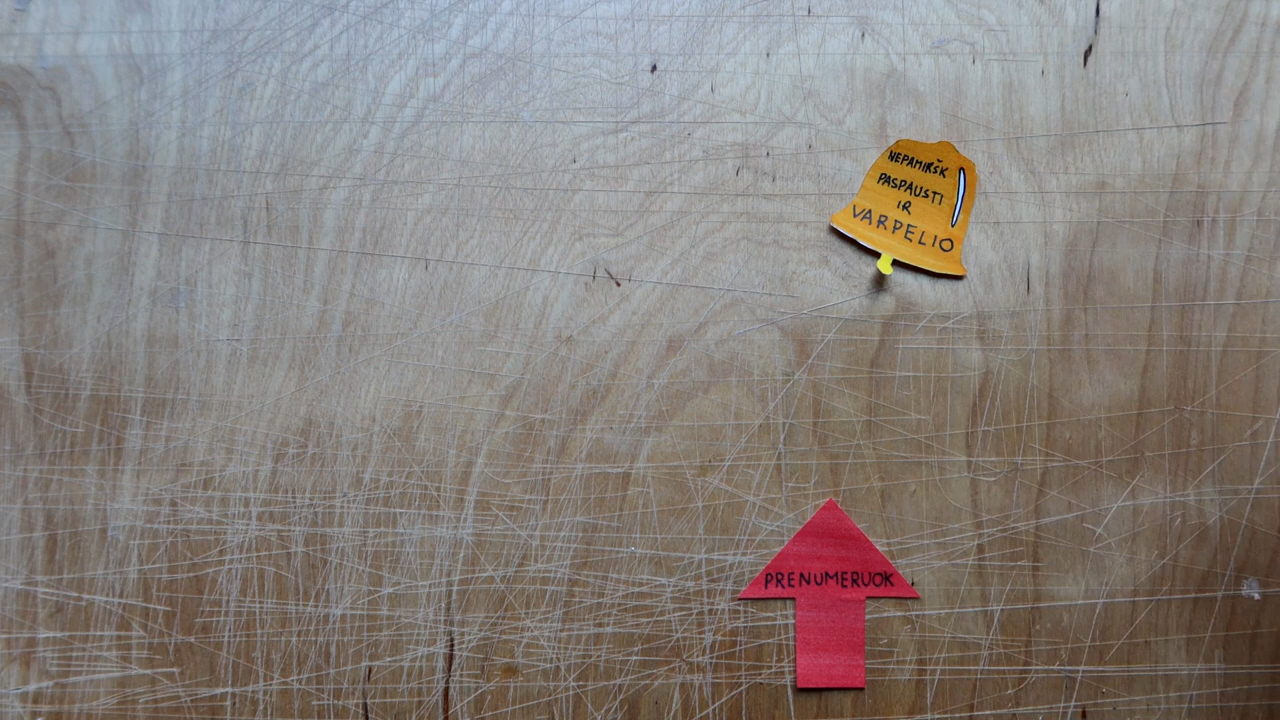 NEPAMIRŠK
PASPAUSTI
IR
VARPELIO
PRENUMERUOK